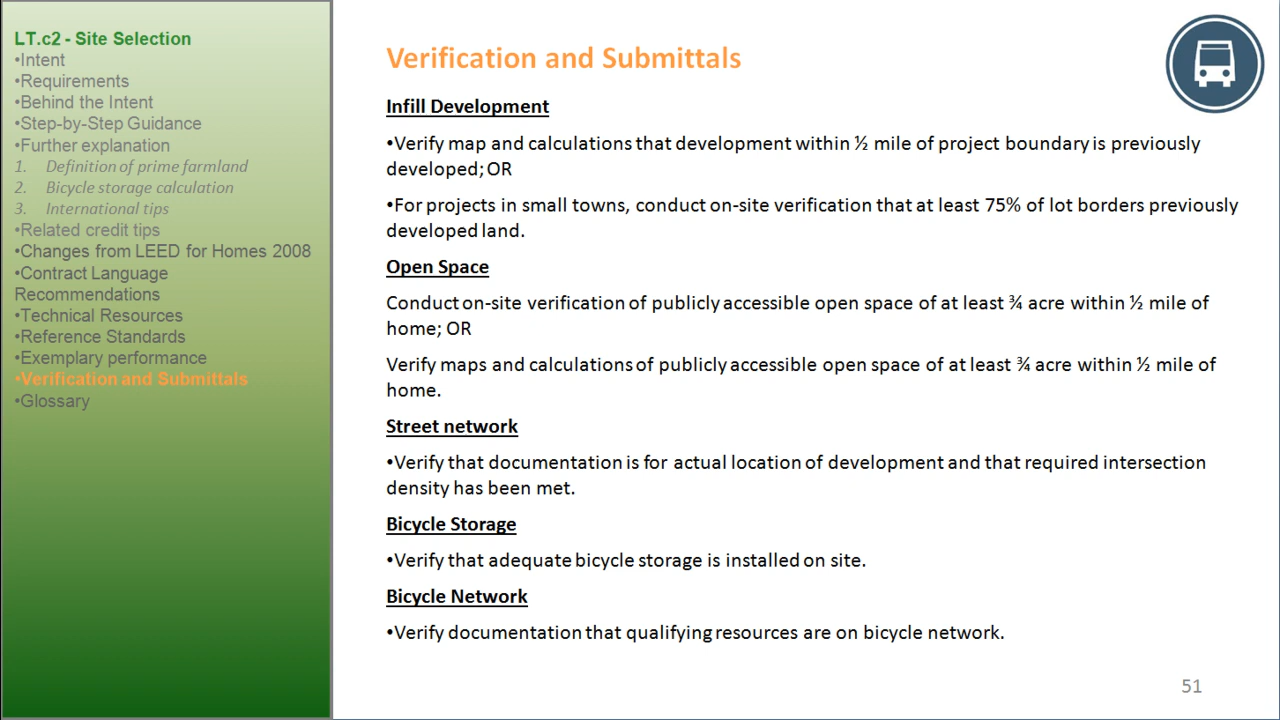 LT.c2 - Site Selection
•Intent
•Requirements
•Behind the Intent
•Step-by-Step Guidance
•Further explanation
1. Definition of prime farmland
2. Bicycle storage calculation
3. International tips
•Related credit tips
•Changes from LEED for Homes 2008
•Contract Language
Recommendations
•Technical Resources
•Reference Standards
•Exemplary performance
•Verification and Submittals
•Glossary
Verification and Submittals
Infill Development
•Verify map and calculations that development within ½ mile of project boundary is previously
developed; OR
•For projects in small towns, conduct on-site verification that at least 75% of lot borders previously
developed land.
Open Space
Conduct on-site verification of publicly accessible open space of at least ¾ acre within ½ mile of
home; OR
Verify maps and calculations of publicly accessible open space of at least ¾ acre within ½ mile of
home.
Street network
•Verify that documentation is for actual location of development and that required intersection
density has been met.
Bicycle Storage
•Verify that adequate bicycle storage is installed on site.
Bicycle Network
•Verify documentation that qualifying resources are on bicycle network.
51